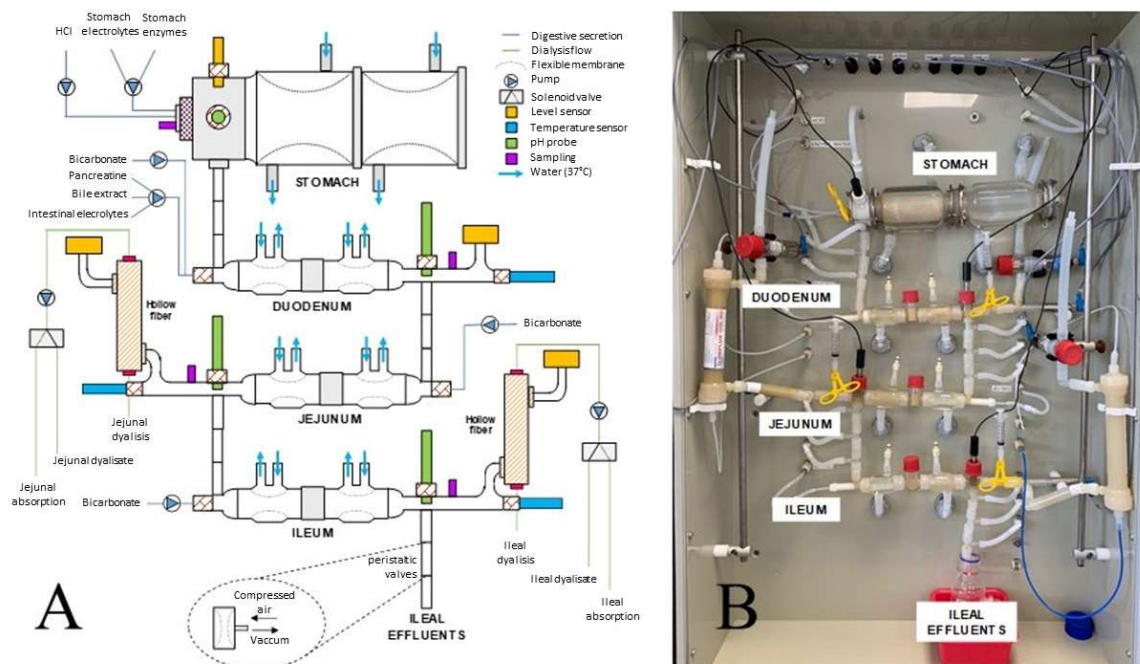 HCl
Stomach
electrolytes
Stomach
enzymes
Digestive secretion
Dialysisflow
Flexible membrane
Pump
Solenoid valve
Level sensor
Temperature sensor
pH probe
Sampling
Water (37°C)
STOMACH
Bicarbonate
Pancreatine
Bile extract
Intestinal elecrolytes
Hollow
fiber
DUODENUM
Bicarbonate
JEJUNUM
Hollow
fiber
Jejunal
dyalisis
Jejunal dyalisate
Jejunal
absorption
Bicarbonate
ILEUM
Ileal
dyalisis
Ileal dyalisate
Ileal
absorption
peristaltic
valves
Compressed
air
Vaccum
ILEAL
EFFLUENTS
A
STOMACH
DUODENUM
JEJUNUM
ILEUM
ILEAL
EFFLUENTS
B